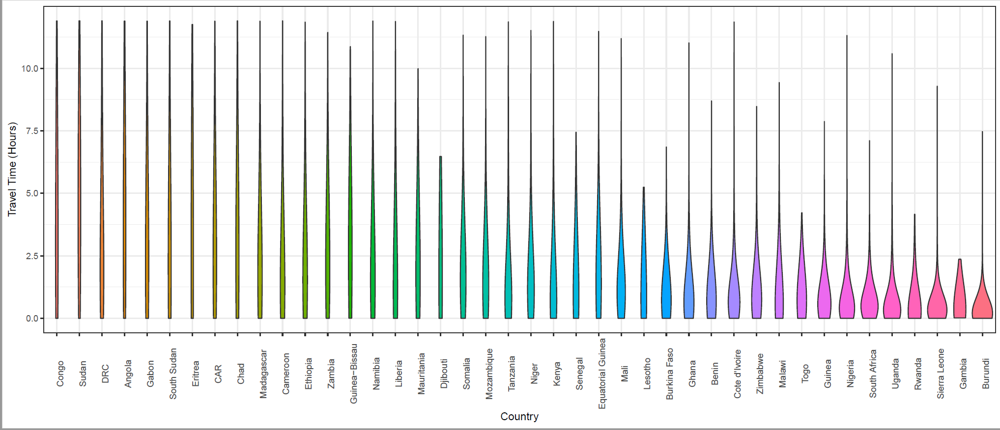 Travel Time (Hours)
10.0
7.5
5.0
2.5
0.0
Congo
Sudan
DRC
Angola
Gabon
South Sudan
Eritrea
CAR
Chad
Madagascar
Cameroon
Ethiopia
Zambia
Guinea−Bissau
Namibia
Liberia
Mauritania
Djibouti
Somalia
Mozambique
Tanzania
Niger
Kenya
Senegal
Equatorial Guinea
Mali
Lesotho
Burkina Faso
Ghana
Benin
Cote d'Ivoire
Zimbabwe
Malawi
Togo
Guinea
Nigeria
South Africa
Uganda
Rwanda
Sierra Leone
Gambia
Burundi
Country